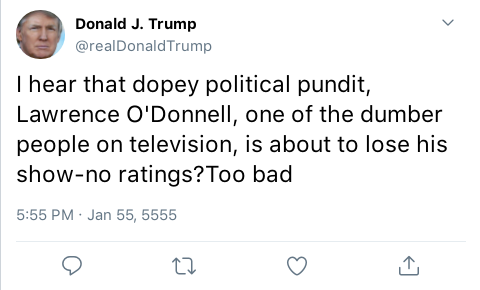 Donald J. Trump
@realDonaldTrump
I hear that dopey political pundit,
Lawrence O'Donnell, one of the dumber
people on television, is about to lose his
show-no ratings?Too bad
5:55 PM · Jan 55, 5555